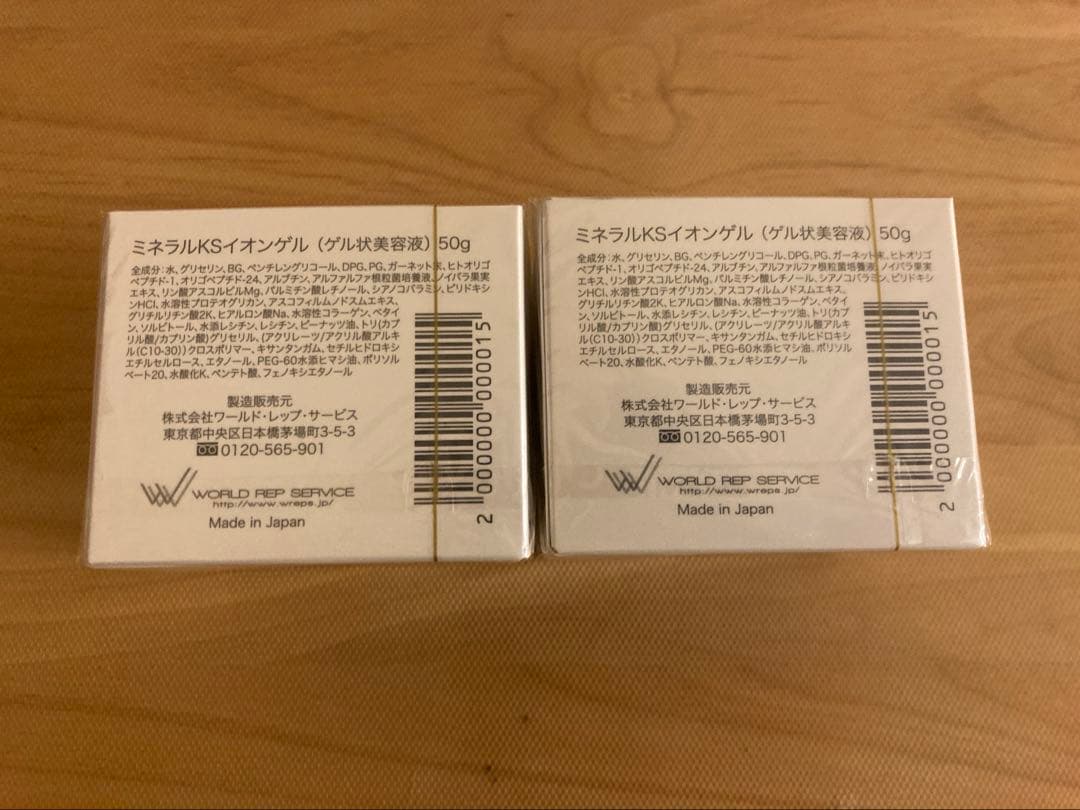 ミネラルKSイオンゲル（ゲル状美容液）50g
全成分：水、グリセリン、BG、ペンチレングリコール、DPG、PG、ガーネット末、ヒトオリゴ
ペプチド-1、オリゴペプチド-24、アルブチン、アルファルファ根粒菌培養液、ノイバラ果実
エキス、リン酸アスコルビルMg、パルミチン酸レチノール、シアノコバラミン、ピリドキシ
ンHCl、水溶性プロテオグリカン、アスコフィルムノドスムエキス、
グリチルリチン酸2K、ヒアルロン酸Na、水溶性コラーゲン、ベタイ
ン、ソルビトール、水添レシチン、レシチン、ピーナッツ油、トリ(カプ
リル酸/カプリン酸)グリセリル、(アクリレーツ/アクリル酸アルキ
ル(C10-30))クロスポリマー、キサンタンガム、セチルヒドロキシ
エチルセルロース、エタノール、PEG-60水添ヒマシ油、ポリソル
ベート20、水酸化K、ペンテト酸、フェノキシエタノール
製造販売元
株式会社ワールド・レップ・サービス
東京都中央区日本橋茅場町3-5-3
0120-565-901
WORLD REP SERVICE
http://www.wreps.jp/
Made in Japan
2 000000 000015
ミネラルKSイオンゲル（ゲル状美容液）50g
全成分：水、グリセリン、BG、ペンチレングリコール、DPG、PG、ガーネット末、ヒトオリゴ
ペプチド-1、オリゴペプチド-24、アルブチン、アルファルファ根粒菌培養液、ノイバラ果実
エキス、リン酸アスコルビルMg、パルミチン酸レチノール、シアノコバラミン、ピリドキシ
ンHCl、水溶性プロテオグリカン、アスコフィルムノドスムエキス、
グリチルリチン酸2K、ヒアルロン酸Na、水溶性コラーゲン、ベタイ
ン、ソルビトール、水添レシチン、レシチン、ピーナッツ油、トリ(カプ
リル酸/カプリン酸)グリセリル、(アクリレーツ/アクリル酸アルキ
ル(C10-30))クロスポリマー、キサンタンガム、セチルヒドロキシ
エチルセルロース、エタノール、PEG-60水添ヒマシ油、ポリソル
ベート20、水酸化K、ペンテト酸、フェノキシエタノール
製造販売元
株式会社ワールド・レップ・サービス
東京都中央区日本橋茅場町3-5-3
0120-565-901
WORLD REP SERVICE
http://www.wreps.jp/
Made in Japan
2 000000 000015